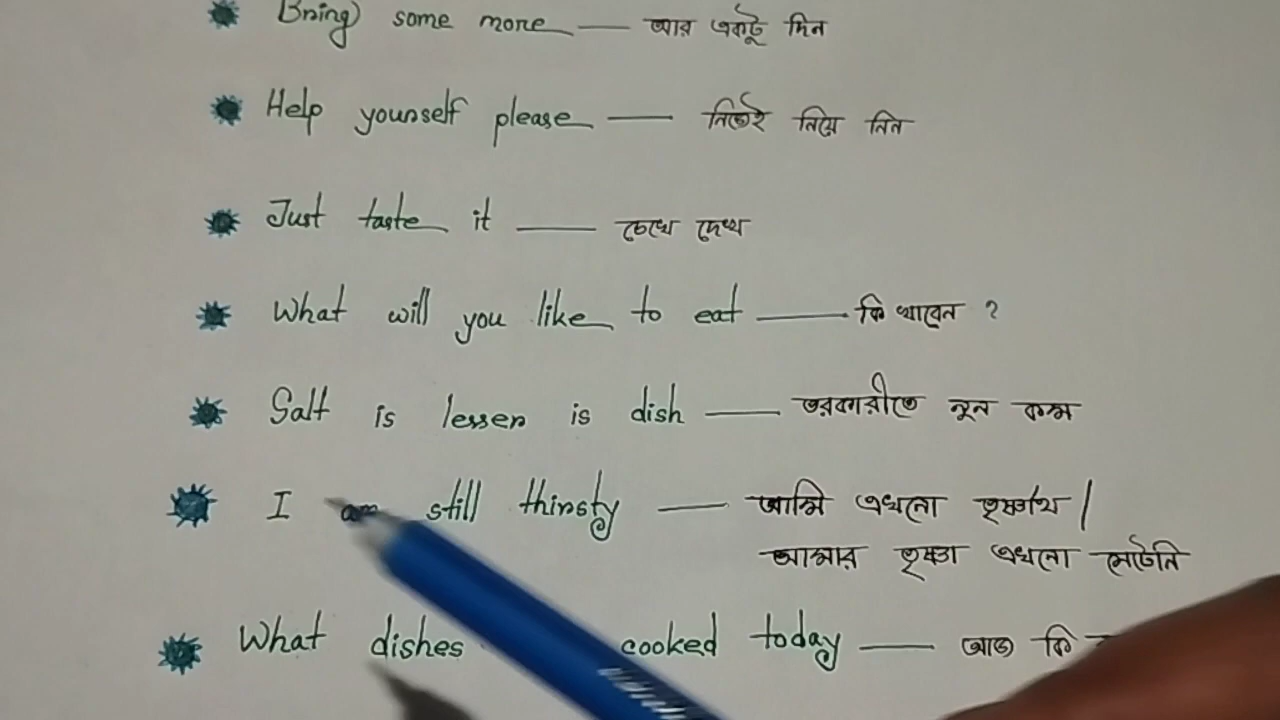 Bring some more — আর একটু দিন
Help yourself please — নিজেই নিয়ে নিন
Just taste it — চেখে দেখ
What will you like to eat — কি খাবেন ?
Salt is lesser is dish — তরকারীতে নুন কম
I am still thirsty — আমি এখনো তৃষ্ণার্থ /
আমার তৃষ্ণা এখনো মেটেনি
What dishes cooked today — আজ কি